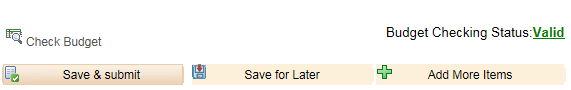 Budget Checking Status:Valid
Check Budget
Save & submit
Save for Later
Add More Items